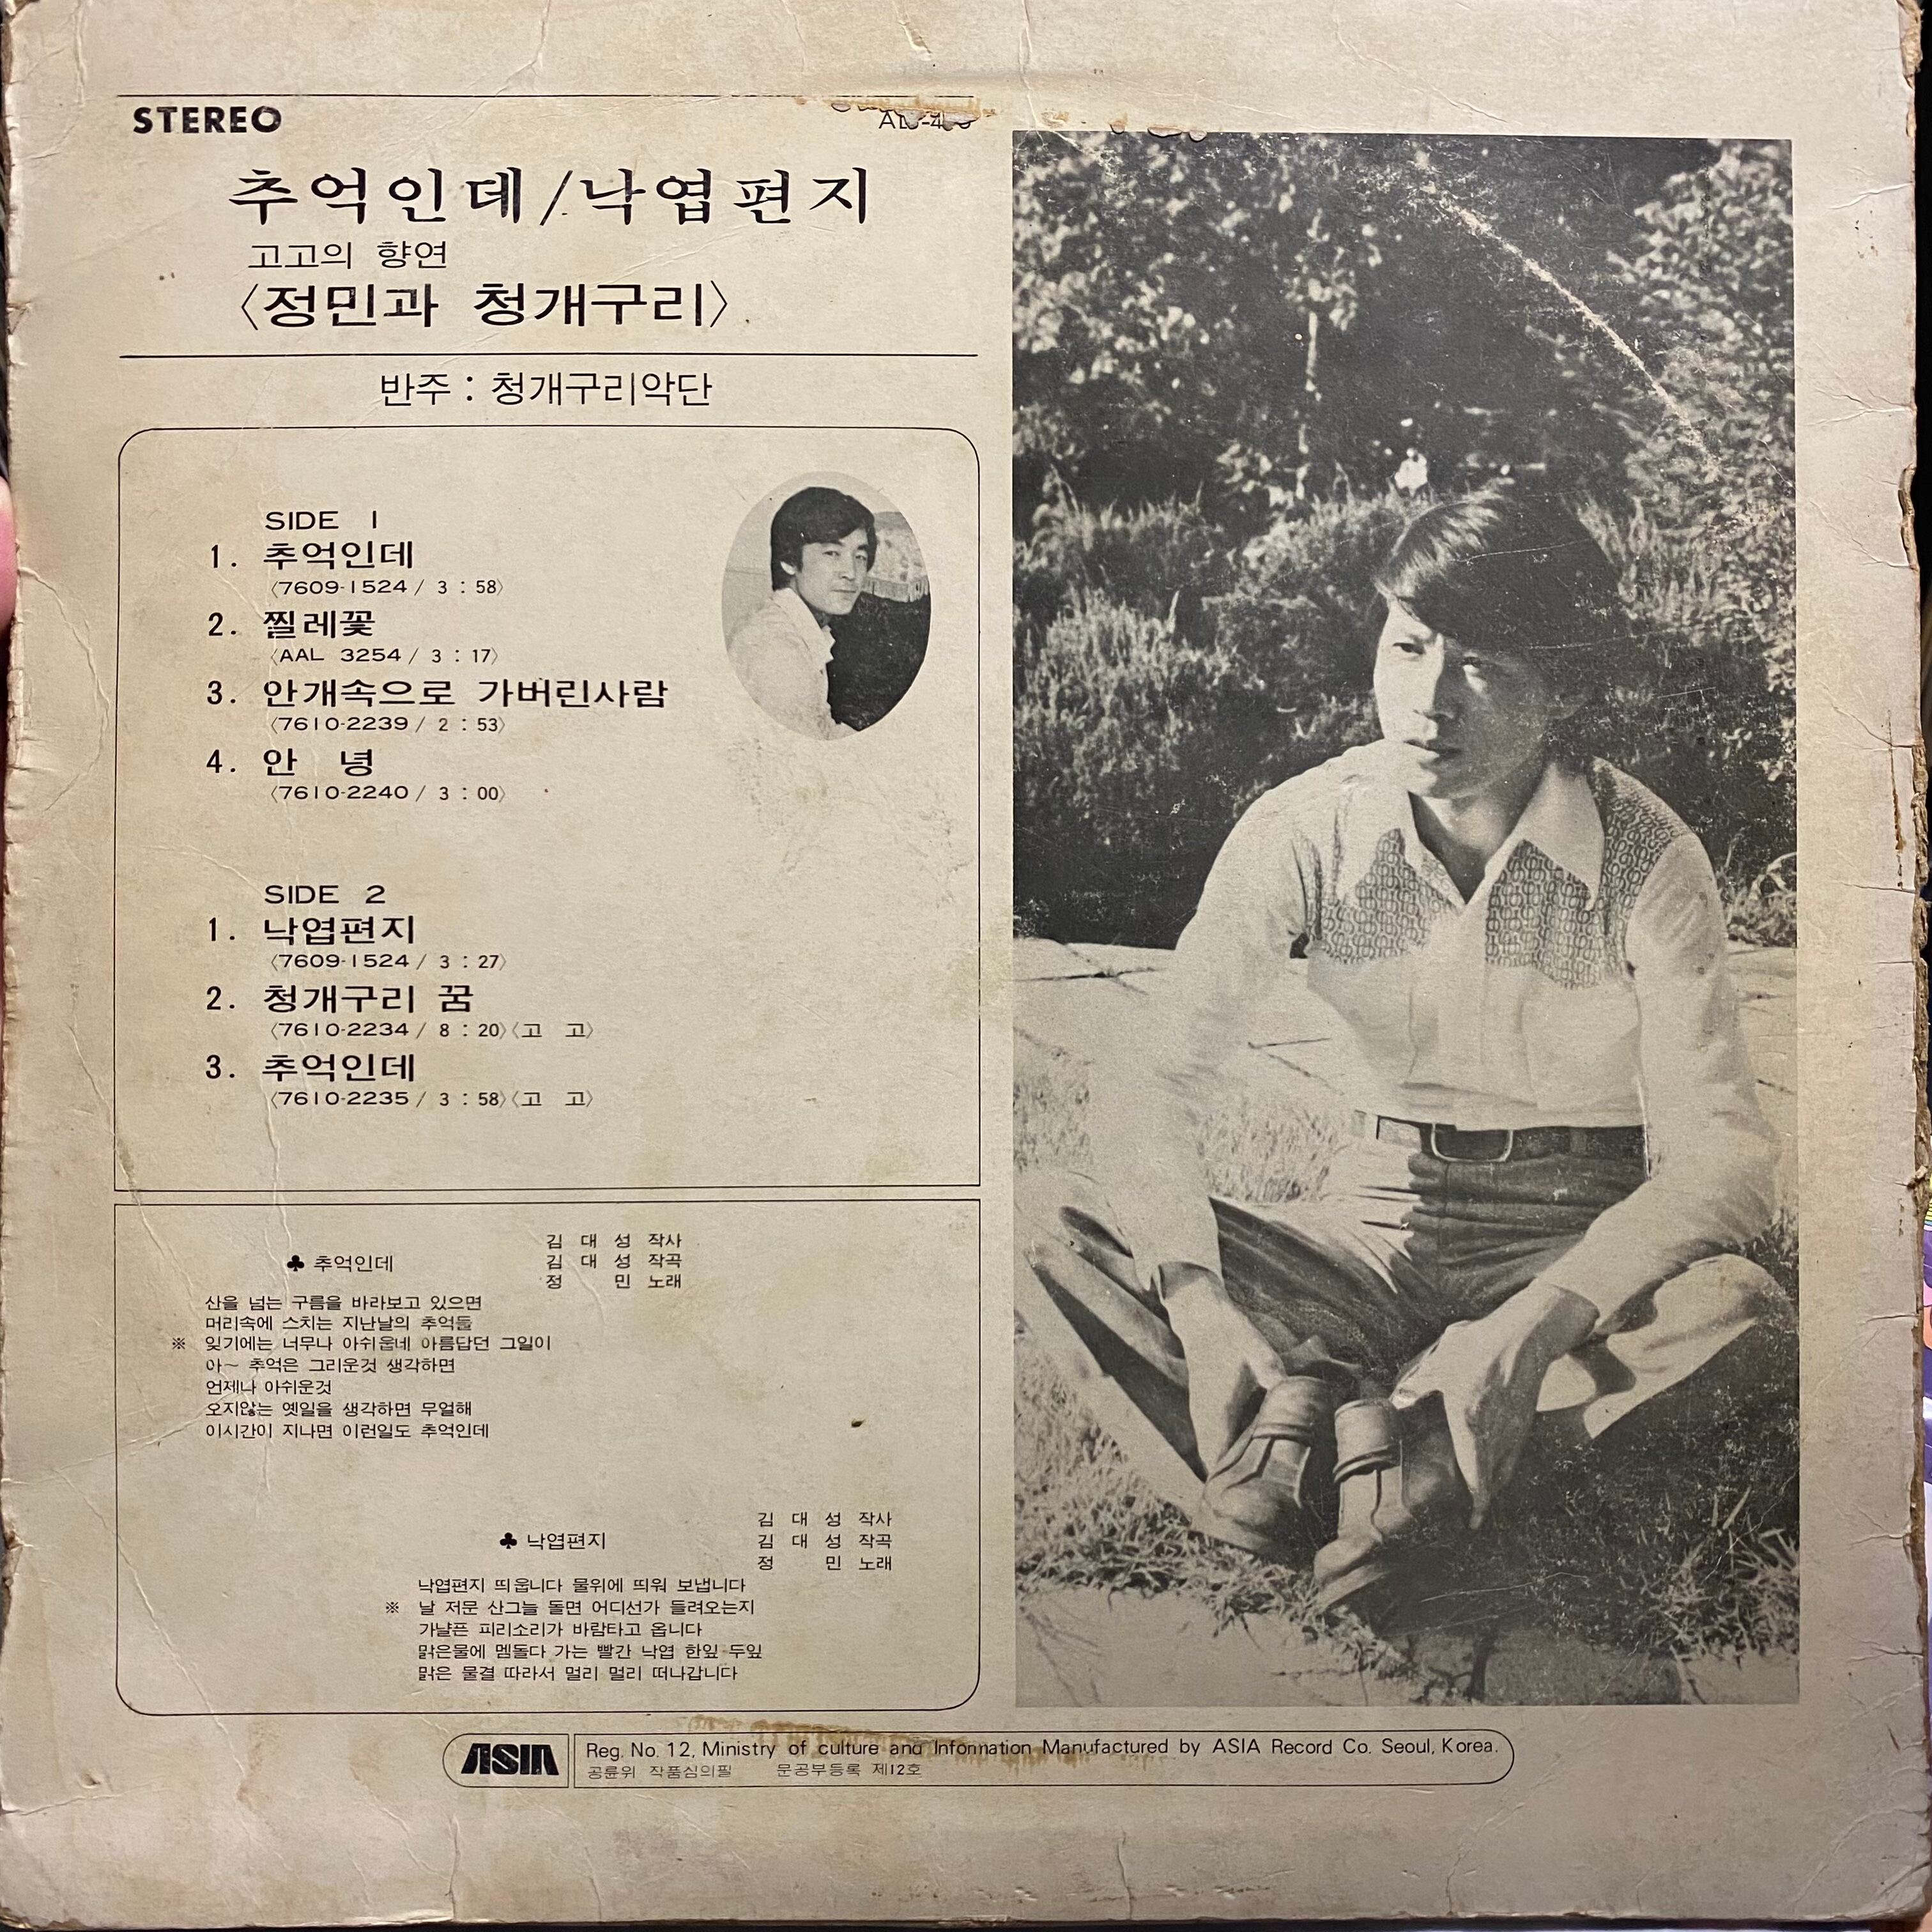 STEREO
추억인데/낙엽편지
고고의 향연
〈정민과 청개구리〉
반주 : 청개구리악단
SIDE 1
1. 추억인데
〈7609-1524 / 3 : 58〉
2. 찔레꽃
〈AAL 3254 / 3 : 17〉
3. 안개속으로 가버린사람
〈7610-2239 / 2 : 53〉
4. 안 녕
〈7610-2240 / 3 : 00〉
SIDE 2
1. 낙엽편지
〈7609-1524 / 3 : 27〉
2. 청개구리 꿈
〈7610-2234 / 8 : 20〉〈고 고〉
3. 추억인데
〈7610-2235 / 3 : 58〉〈고 고〉
♣ 추억인데
김 대 성 작사
김 대 성 작곡
정 민 노래
산을 넘는 구름을 바라보고 있으면
머리속에 스치는 지난날의 추억들
※ 잊기에는 너무나 아쉬웁네 아름답던 그일이
아~ 추억은 그리운것 생각하면
언제나 아쉬운것
오지않는 옛일을 생각하면 무얼해
이시간이 지나면 이런일도 추억인데
♣ 낙엽편지
김 대 성 작사
김 대 성 작곡
정 민 노래
낙엽편지 띄웁니다 물위에 띄워 보냅니다
※ 날 저문 산그늘 돌면 어디선가 들려오는지
가냘픈 피리소리가 바람타고 옵니다
맑은물에 멤돌다 가는 빨간 낙엽 한잎 두잎
맑은 물결 따라서 멀리 멀리 떠나갑니다
ASIA
Reg. No. 12, Ministry of culture and Information Manufactured by ASIA Record Co. Seoul, Korea.
공륜위 작품심의필 문공부등록 제12호